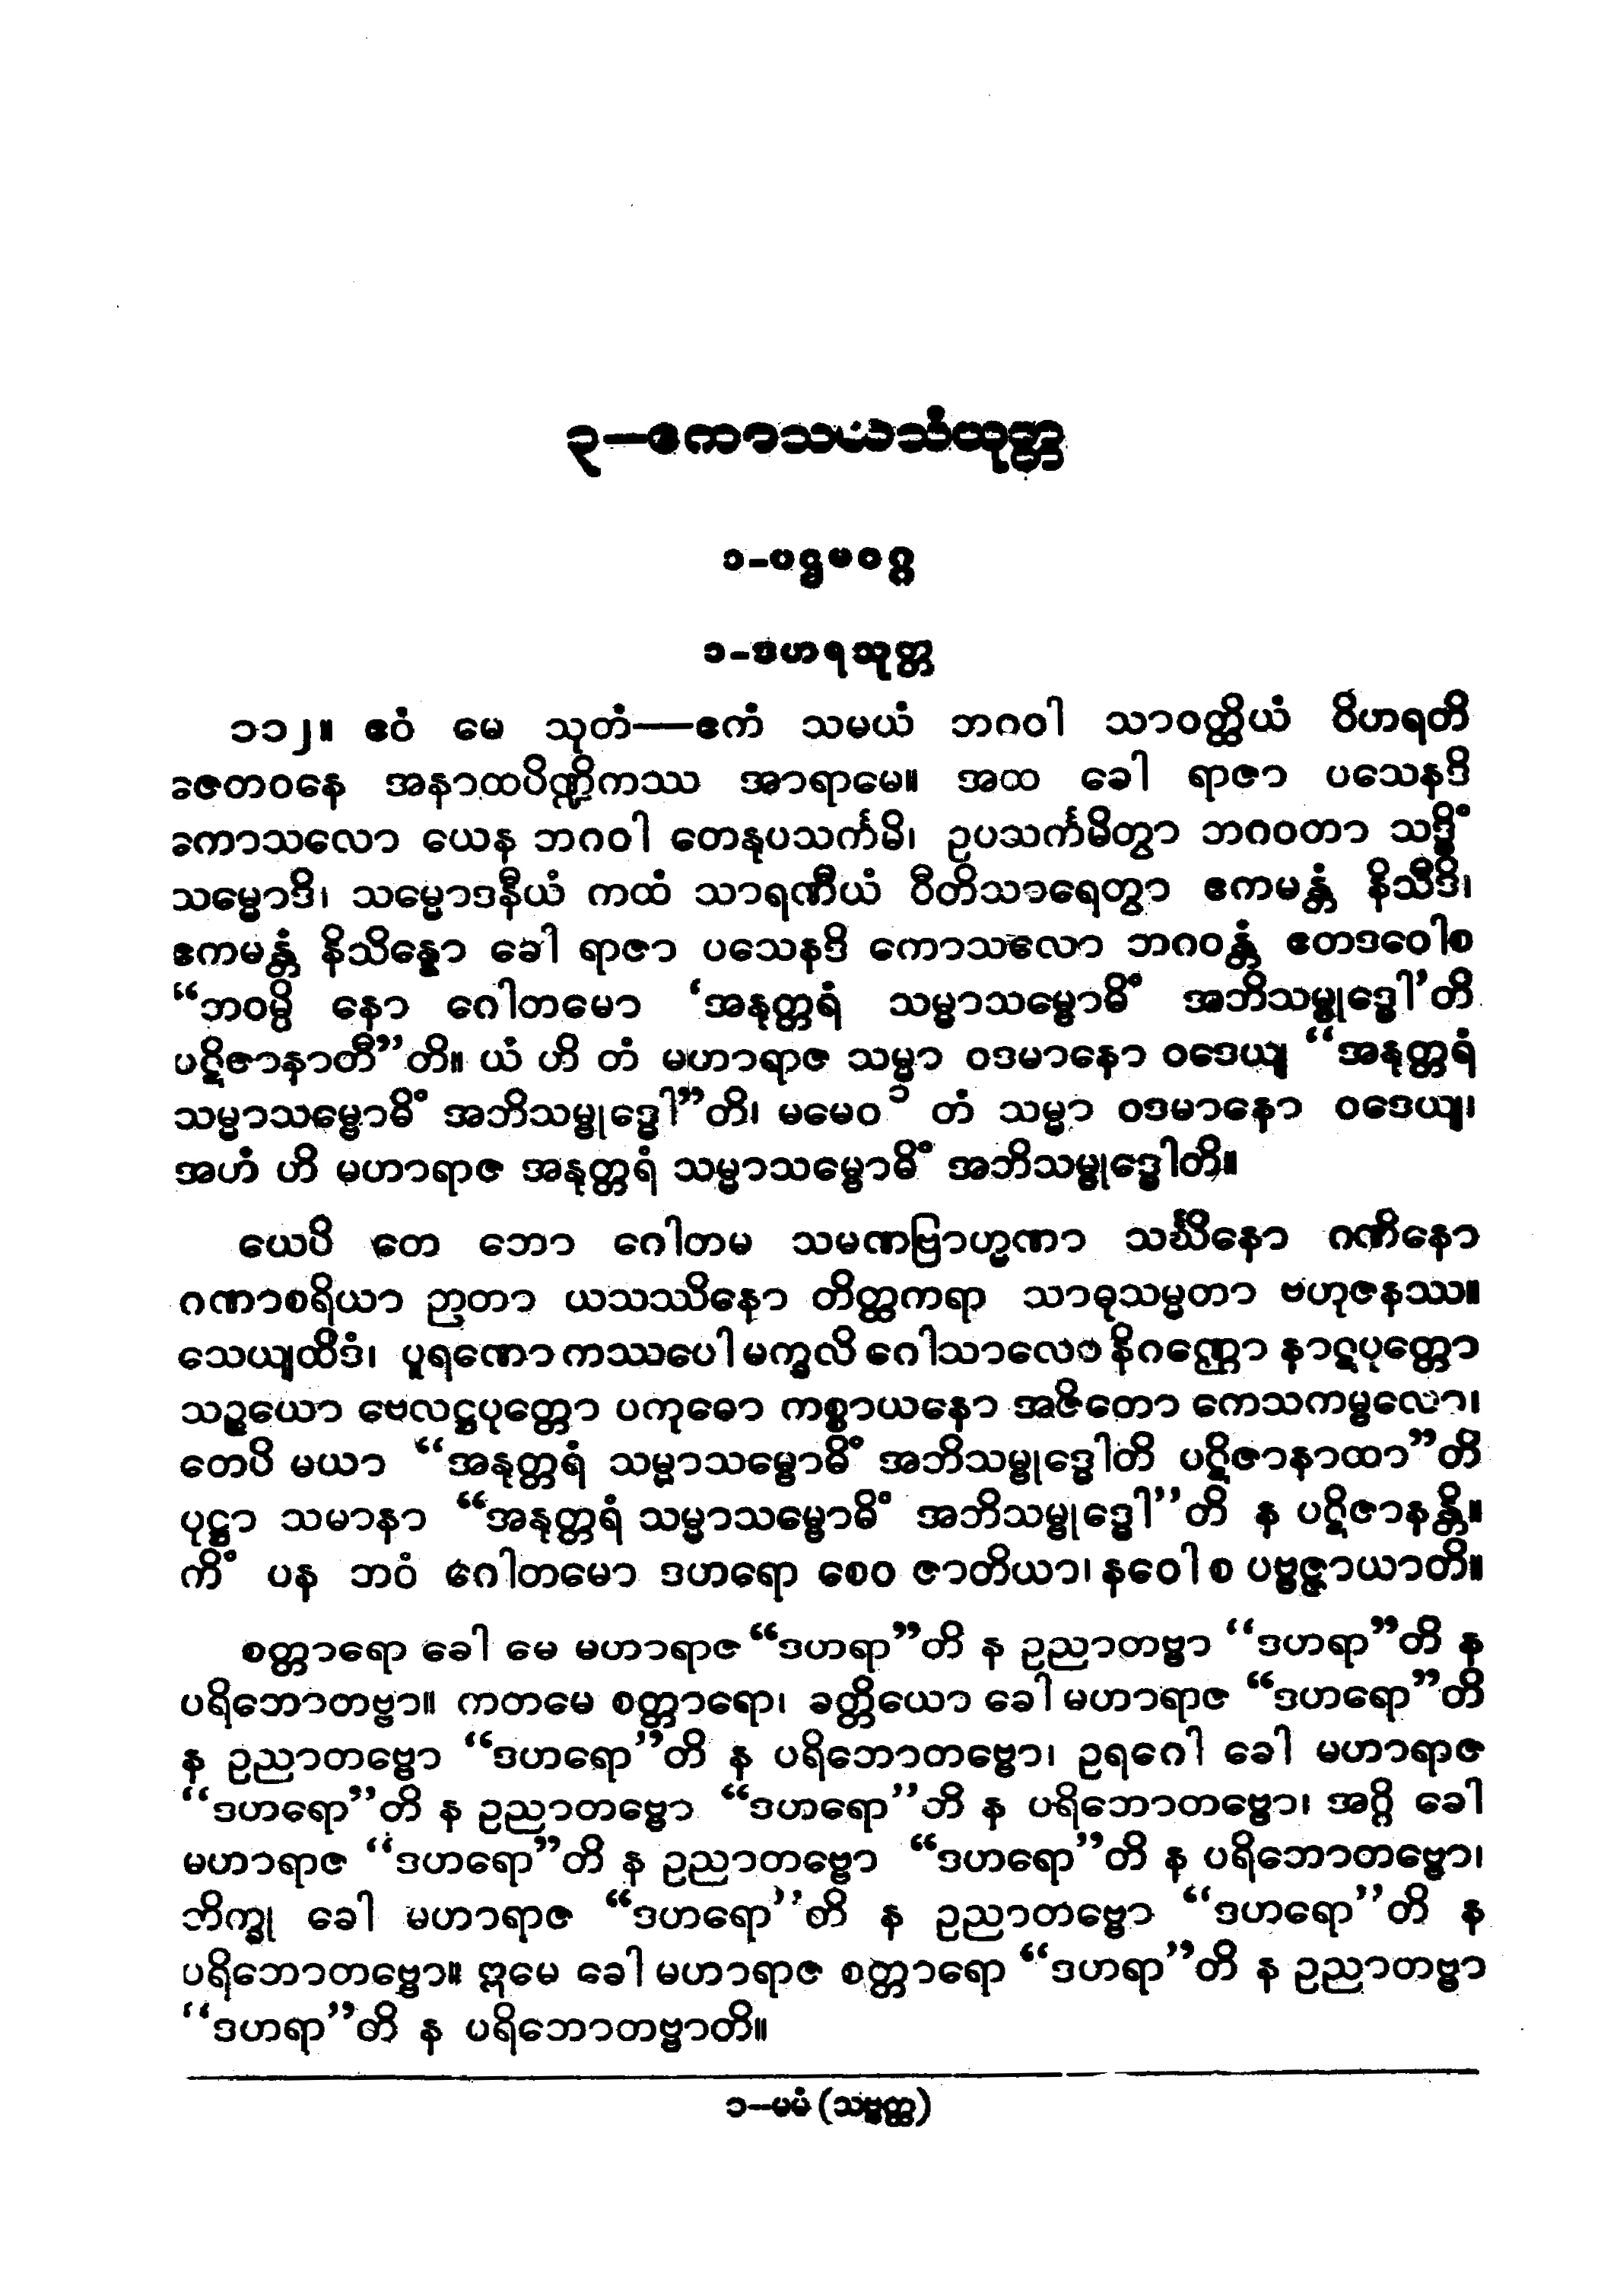 ၃—ကောသလသံယုတ္တ
၁-ပဌမဝဂ္ဂ
၁-ဒဟရသုတ္တ
၁၁၂။ ဧဝံ မေ သုတံ—ဧကံ သမယံ ဘဂဝါ သာဝတ္ထိယံ ဝိဟရတိ
ဇေတဝနေ အနာထပိဏ္ဍိကဿ အာရာမေ။ အထ ခေါ ရာဇာ ပသေနဒိ
ကောသလော ယေန ဘဂဝါ တေနုပသင်္ကမိ၊ ဥပသင်္ကမိတွာ ဘဂဝတာ သဒ္ဓိံ
သမ္မောဒိ၊ သမ္မောဒနီယံ ကထံ သာရဏီယံ ဝီတိသာရေတွာ ဧကမန္တံ နိသီဒိ၊
ဧကမန္တံ နိသိန္နော ခေါ ရာဇာ ပသေနဒိ ကောသလော ဘဂဝန္တံ ဧတဒဝေါစ
“ဘဝမ္ပိ နော ဂေါတမော ‘အနုတ္တရံ သမ္မာသမ္ဗောဓိံ အဘိသမ္ဗုဒ္ဓေါ’တိ
ပဋိဇာနာတီ”တိ။ ယံ ဟိ တံ မဟာရာဇ သမ္မာ ဝဒမာနော ဝဒေယျ “အနုတ္တရံ
သမ္မာသမ္ဗောဓိံ အဘိသမ္ဗုဒ္ဓေါ”တိ၊ မမေဝ ၁ တံ သမ္မာ ဝဒမာနော ဝဒေယျ၊
အဟံ ဟိ မဟာရာဇ အနုတ္တရံ သမ္မာသမ္ဗောဓိံ အဘိသမ္ဗုဒ္ဓေါတိ။
ယေပိ တေ ဘော ဂေါတမ သမဏဗြာဟ္မဏာ သင်္ဃိနော ဂဏိနော
ဂဏာစရိယာ ဉာတာ ယသဿိနော တိတ္ထကရာ သာဓုသမ္မတာ ဗဟုဇနဿ။
သေယျထိဒံ၊ ပူရဏော ကဿပေါ မက္ခလိ ဂေါသာလော နိဂဏ္ဌော နာဋပုတ္တော
သဉ္ဇယော ဗေလဋ္ဌပုတ္တော ပကုဓော ကစ္စာယနော အဇိတော ကေသကမ္ဗလော၊
တေပိ မယာ “အနုတ္တရံ သမ္မာသမ္ဗောဓိံ အဘိသမ္ဗုဒ္ဓေါတိ ပဋိဇာနာထာ”တိ
ပုဋ္ဌာ သမာနာ “အနုတ္တရံ သမ္မာသမ္ဗောဓိံ အဘိသမ္ဗုဒ္ဓေါ”တိ န ပဋိဇာနန္တိ။
ကိံ ပန ဘဝံ ဂေါတမော ဒဟရော စေဝ ဇာတိယာ၊ နဝေါ စ ပဗ္ဗဇ္ဇာယာတိ။
စတ္တာရော ခေါ မေ မဟာရာဇ “ဒဟရာ”တိ န ဥညာတဗ္ဗာ “ဒဟရာ”တိ န
ပရိဘောတဗ္ဗာ။ ကတမေ စတ္တာရော၊ ခတ္တိယော ခေါ မဟာရာဇ “ဒဟရော”တိ
န ဥညာတဗ္ဗော “ဒဟရော”တိ န ပရိဘောတဗ္ဗော၊ ဥရဂေါ ခေါ မဟာရာဇ
“ဒဟရော”တိ န ဥညာတဗ္ဗော “ဒဟရော”တိ န ပရိဘောတဗ္ဗော၊ အဂ္ဂိ ခေါ
မဟာရာဇ “ဒဟရော”တိ န ဥညာတဗ္ဗော “ဒဟရော”တိ န ပရိဘောတဗ္ဗော၊
ဘိက္ခု ခေါ မဟာရာဇ “ဒဟရော”တိ န ဥညာတဗ္ဗော “ဒဟရော”တိ န
ပရိဘောတဗ္ဗော။ ဣမေ ခေါ မဟာရာဇ စတ္တာရော “ဒဟရာ”တိ န ဥညာတဗ္ဗာ
“ဒဟရာ”တိ န ပရိဘောတဗ္ဗာတိ။
၁—မမံ (သဗ္ဗတ္ထ)